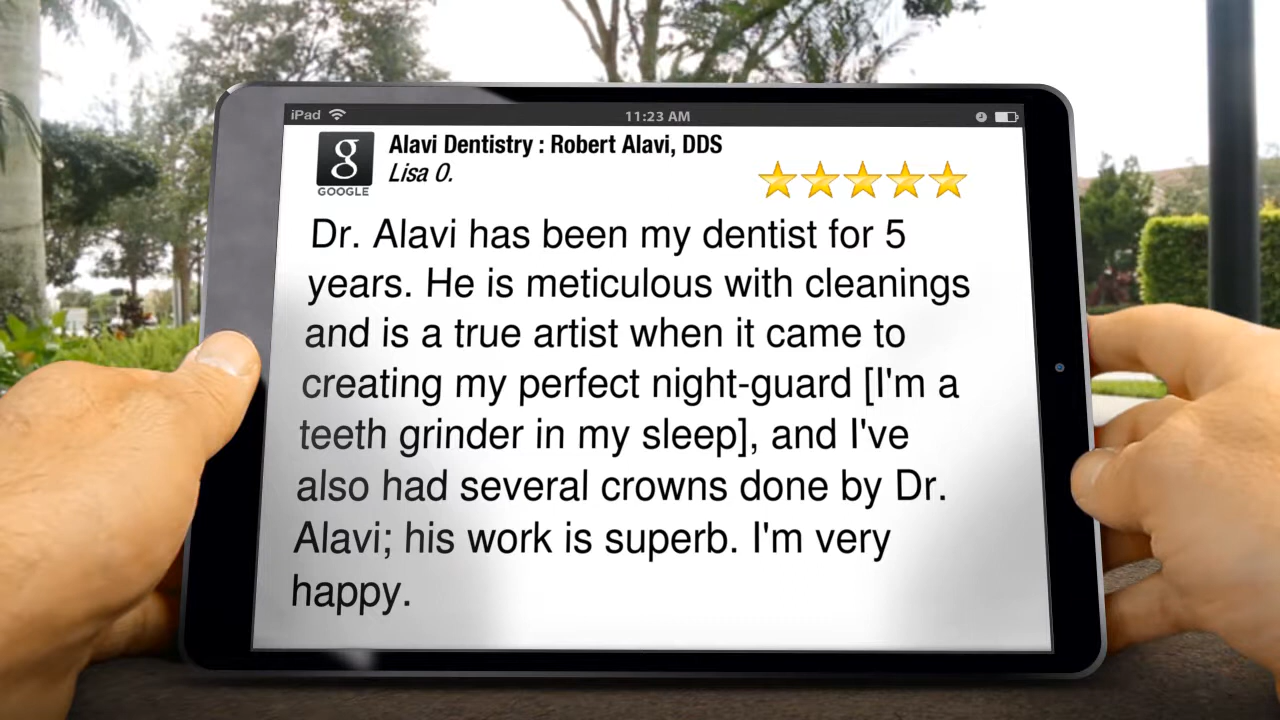 iPad 11:23 AM
g
GOOGLE
Alavi Dentistry : Robert Alavi, DDS
Lisa O.
Dr. Alavi has been my dentist for 5
years. He is meticulous with cleanings
and is a true artist when it came to
creating my perfect night-guard [I'm a
teeth grinder in my sleep], and I've
also had several crowns done by Dr.
Alavi; his work is superb. I'm very
happy.